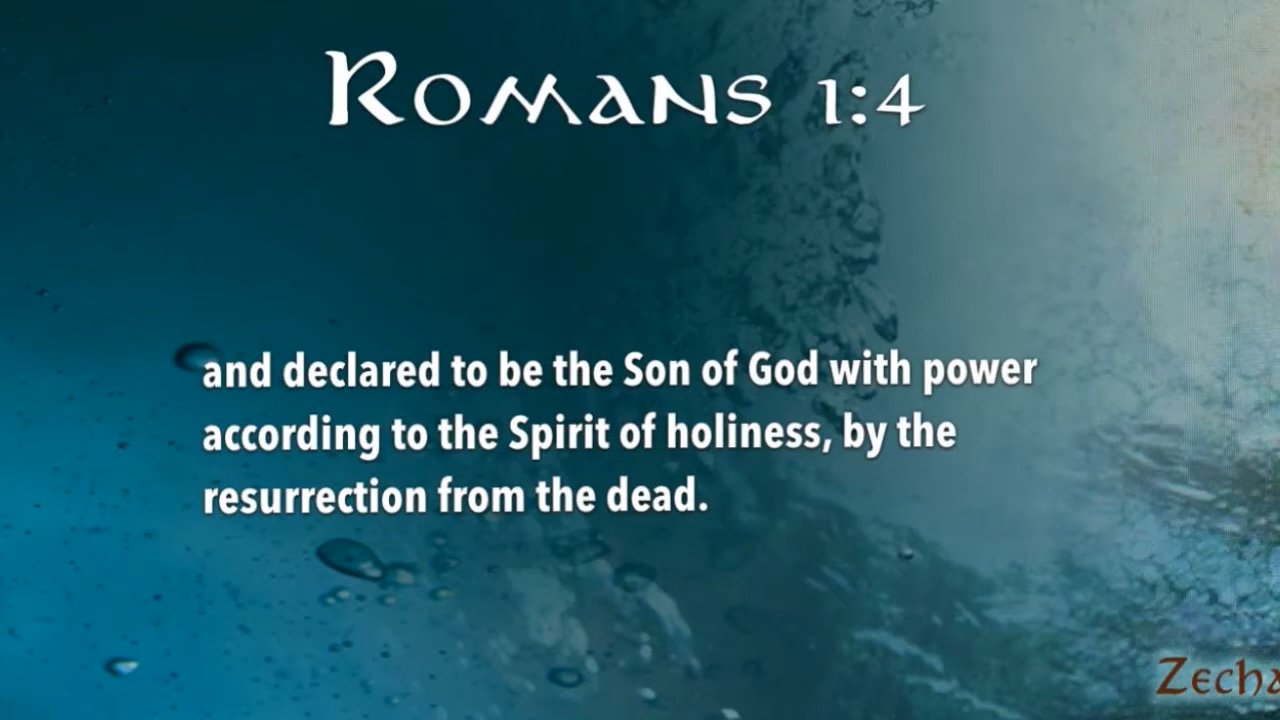 Romans 1:4
and declared to be the Son of God with power
according to the Spirit of holiness, by the
resurrection from the dead.